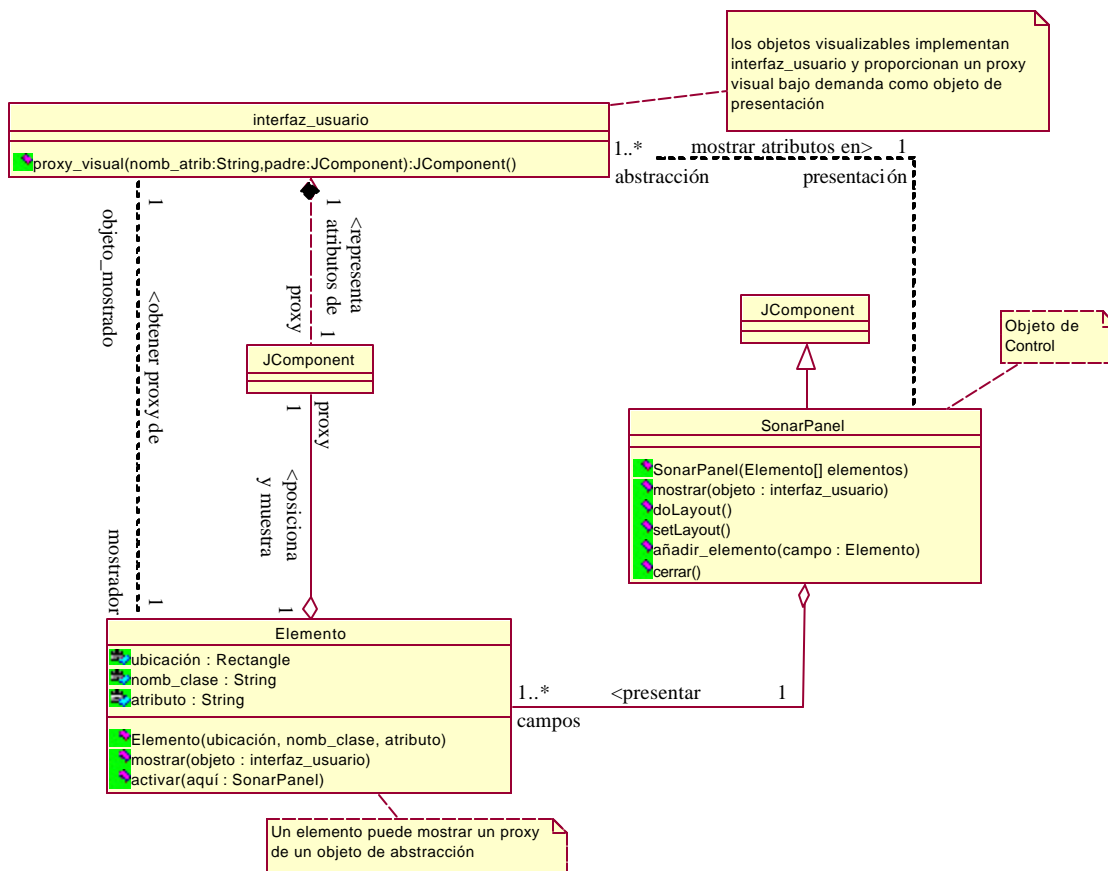 los objetos visualizables implementan
interfaz_usuario y proporcionan un proxy
visual bajo demanda como objeto de
presentación
interfaz_usuario
proxy_visual(nomb_atrib:String,padre:JComponent):JComponent()
1..*
mostrar atributos en>
1
abstracción
presentación
1
objeto_mostrado
<obtener proxy de
mostrador
1
1
<representa
atributos de
proxy
1
JComponent
1
proxy
<posiciona
y muestra
1
JComponent
Objeto de
Control
SonarPanel
SonarPanel(Elemento[] elementos)
mostrar(objeto : interfaz_usuario)
doLayout()
setLayout()
añadir_elemento(campo : Elemento)
cerrar()
Elemento
ubicación : Rectangle
nomb_clase : String
atributo : String
Elemento(ubicación, nomb_clase, atributo)
mostrar(objeto : interfaz_usuario)
activar(aquí : SonarPanel)
1..*
<presentar
1
campos
Un elemento puede mostrar un proxy
de un objeto de abstracción